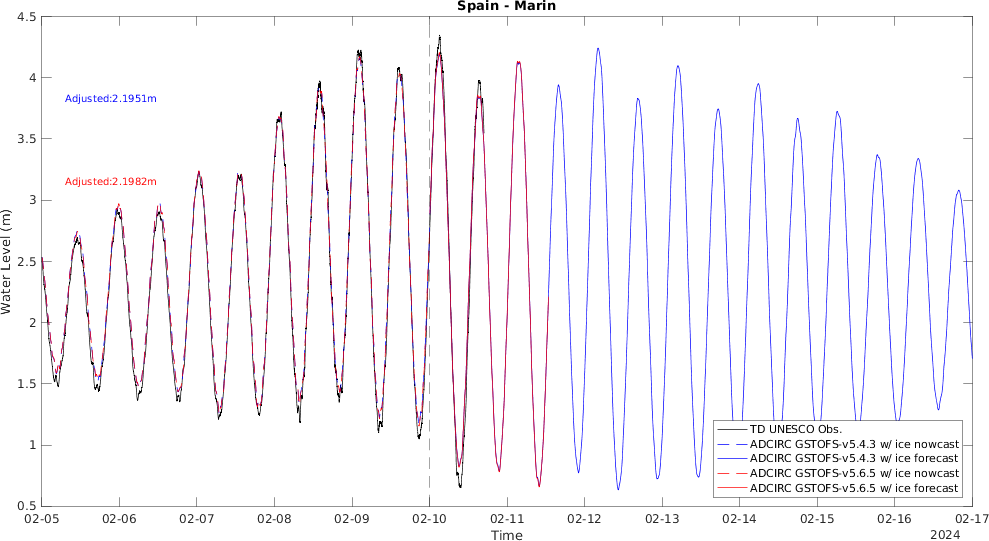 Spain - Marin
Water Level (m)
4.5
4
3.5
3
2.5
2
1.5
1
0.5
Adjusted:2.1951m
Adjusted:2.1982m
TD UNESCO Obs.
ADCIRC GSTOFS-v5.4.3 w/ ice nowcast
ADCIRC GSTOFS-v5.4.3 w/ ice forecast
ADCIRC GSTOFS-v5.6.5 w/ ice nowcast
ADCIRC GSTOFS-v5.6.5 w/ ice forecast
02-05 02-06 02-07 02-08 02-09 02-10 02-11 02-12 02-13 02-14 02-15 02-16 02-17
Time
2024